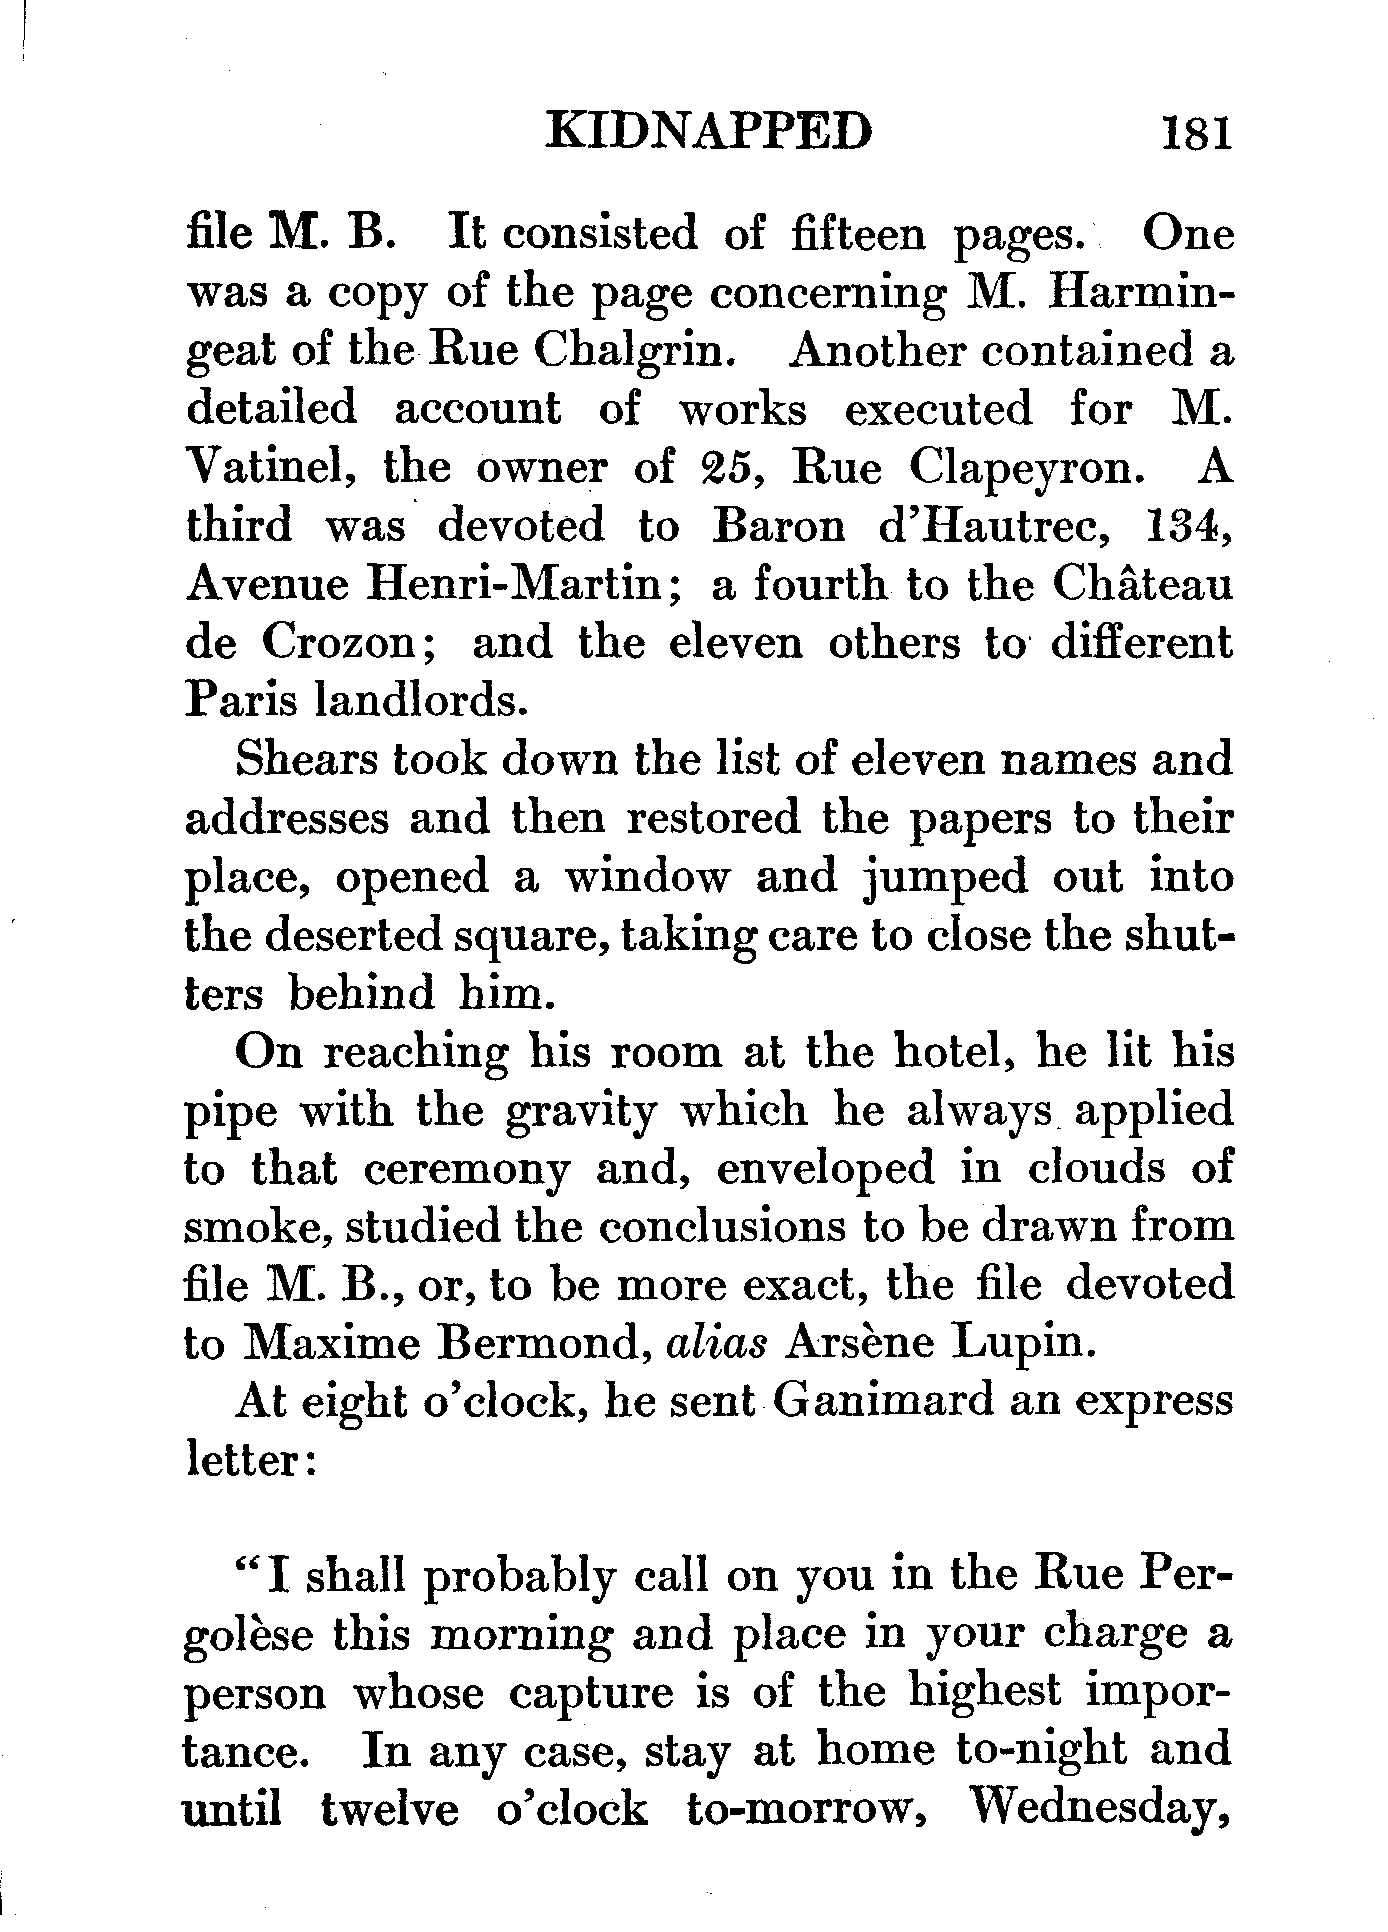 KIDNAPPED 181
file M. B. It consisted of fifteen pages. One
was a copy of the page concerning M. Harmin-
geat of the Rue Chalgrin. Another contained a
detailed account of works executed for M.
Vatinel, the owner of 25, Rue Clapeyron. A
third was devoted to Baron d'Hautrec, 134,
Avenue Henri-Martin; a fourth to the Château
de Crozon; and the eleven others to different
Paris landlords.
Shears took down the list of eleven names and
addresses and then restored the papers to their
place, opened a window and jumped out into
the deserted square, taking care to close the shut-
ters behind him.
On reaching his room at the hotel, he lit his
pipe with the gravity which he always applied
to that ceremony and, enveloped in clouds of
smoke, studied the conclusions to be drawn from
file M. B., or, to be more exact, the file devoted
to Maxime Bermond, alias Arsène Lupin.
At eight o'clock, he sent Ganimard an express
letter:
"I shall probably call on you in the Rue Per-
golèse this morning and place in your charge a
person whose capture is of the highest impor-
tance. In any case, stay at home to-night and
until twelve o'clock to-morrow, Wednesday,